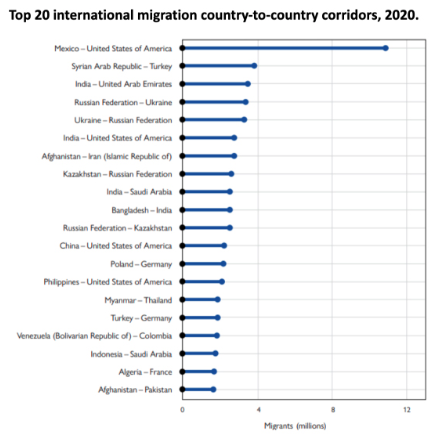 Top 20 international migration country-to-country corridors, 2020.
Mexico – United States of America
Syrian Arab Republic – Turkey
India – United Arab Emirates
Russian Federation – Ukraine
Ukraine – Russian Federation
India – United States of America
Afghanistan – Iran (Islamic Republic of)
Kazakhstan – Russian Federation
India – Saudi Arabia
Bangladesh – India
Russian Federation – Kazakhstan
China – United States of America
Poland – Germany
Philippines – United States of America
Myanmar – Thailand
Turkey – Germany
Venezuela (Bolivarian Republic of) – Colombia
Indonesia – Saudi Arabia
Algeria – France
Afghanistan – Pakistan
0 4 8 12
Migrants (millions)